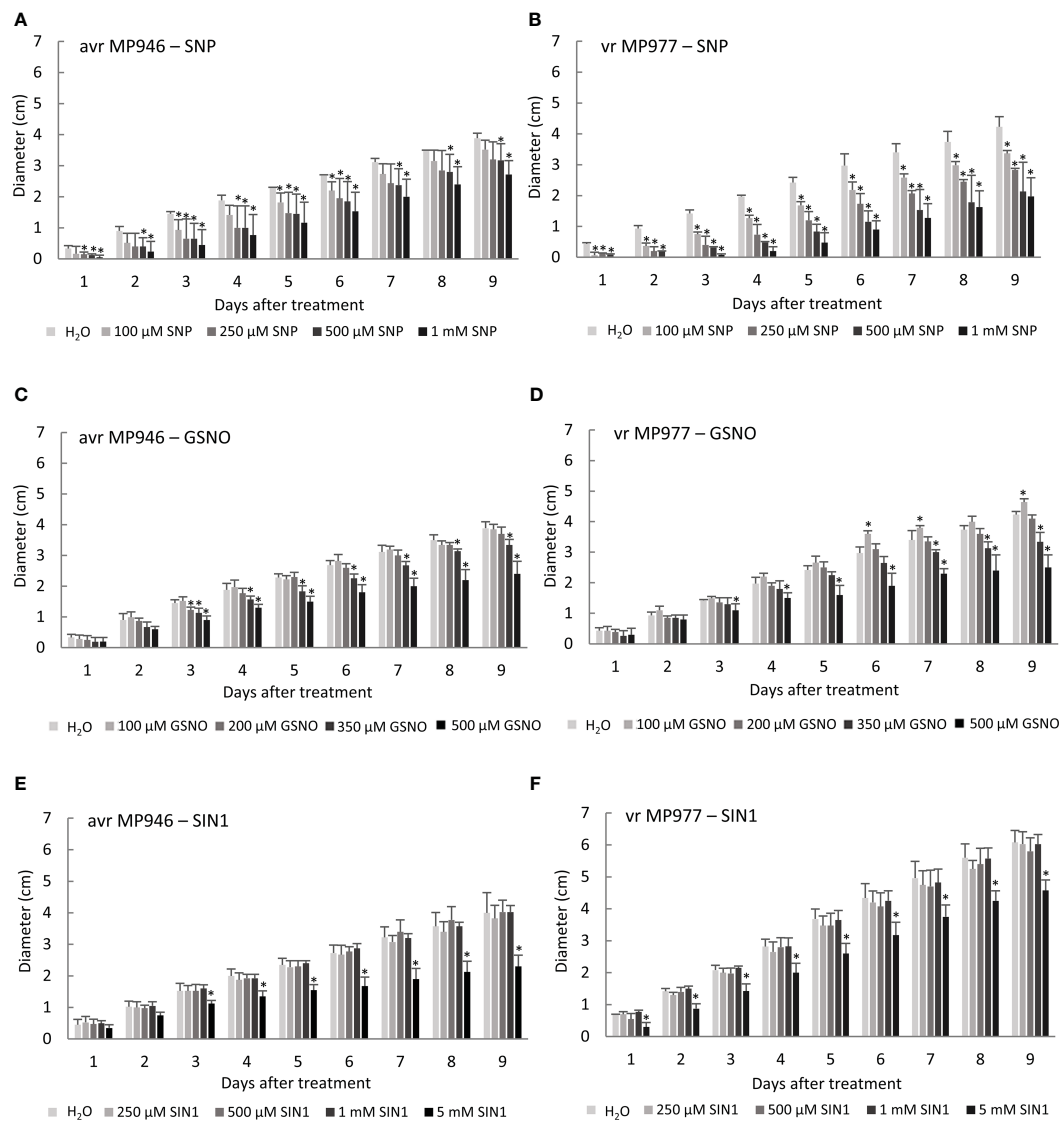 A
avr MP946 – SNP
Diameter (cm)
7
6
5
4
3
2
1
0
* * * *
* *
* * * *
* * *
* * * *
* * * *
* *
* *
* *
1 2 3 4 5 6 7 8 9
Days after treatment
H₂O 100 µM SNP 250 µM SNP 500 µM SNP 1 mM SNP
B
vr MP977 – SNP
Diameter (cm)
7
6
5
4
3
2
1
0
* * *
* * *
* * * *
* * * *
* * * *
* * * *
* * * *
* * * *
* * * *
1 2 3 4 5 6 7 8 9
Days after treatment
H₂O 100 µM SNP 250 µM SNP 500 µM SNP 1 mM SNP
C
avr MP946 – GSNO
Diameter (cm)
7
6
5
4
3
2
1
0
* * *
* *
* *
* *
* *
* *
* *
1 2 3 4 5 6 7 8 9
Days after treatment
H₂O 100 µM GSNO 200 µM GSNO 350 µM GSNO 500 µM GSNO
D
vr MP977 – GSNO
Diameter (cm)
7
6
5
4
3
2
1
0
*
*
*
* *
* * *
* *
* * *
1 2 3 4 5 6 7 8 9
Days after treatment
H₂O 100 µM GSNO 200 µM GSNO 350 µM GSNO 500 µM GSNO
E
avr MP946 – SIN1
Diameter (cm)
7
6
5
4
3
2
1
0
* * * * * * *
1 2 3 4 5 6 7 8 9
Days after treatment
H₂O 250 µM SIN1 500 µM SIN1 1 mM SIN1 5 mM SIN1
F
vr MP977 – SIN1
Diameter (cm)
7
6
5
4
3
2
1
0
* * * * * * * * *
1 2 3 4 5 6 7 8 9
Days after treatment
H₂O 250 µM SIN1 500 µM SIN1 1 mM SIN1 5 mM SIN1